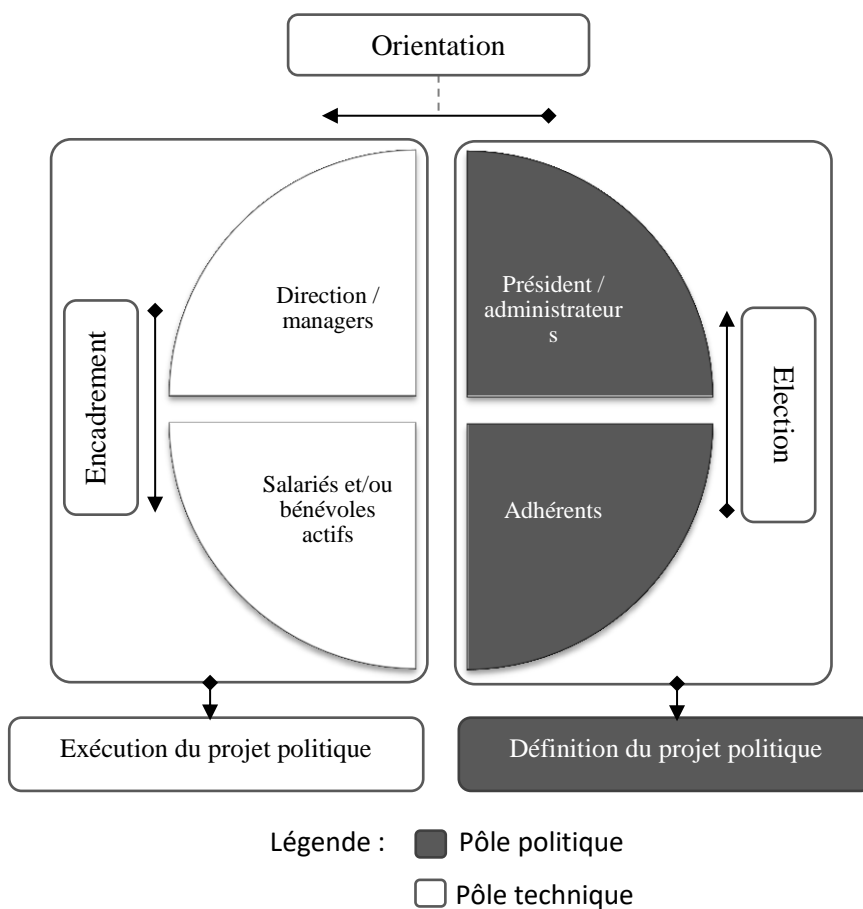 Orientation
Direction /
managers
Président /
administrateur
s
Encadrement
Election
Salariés et/ou
bénévoles
actifs
Adhérents
Exécution du projet politique
Définition du projet politique
Légende :
Pôle politique
Pôle technique